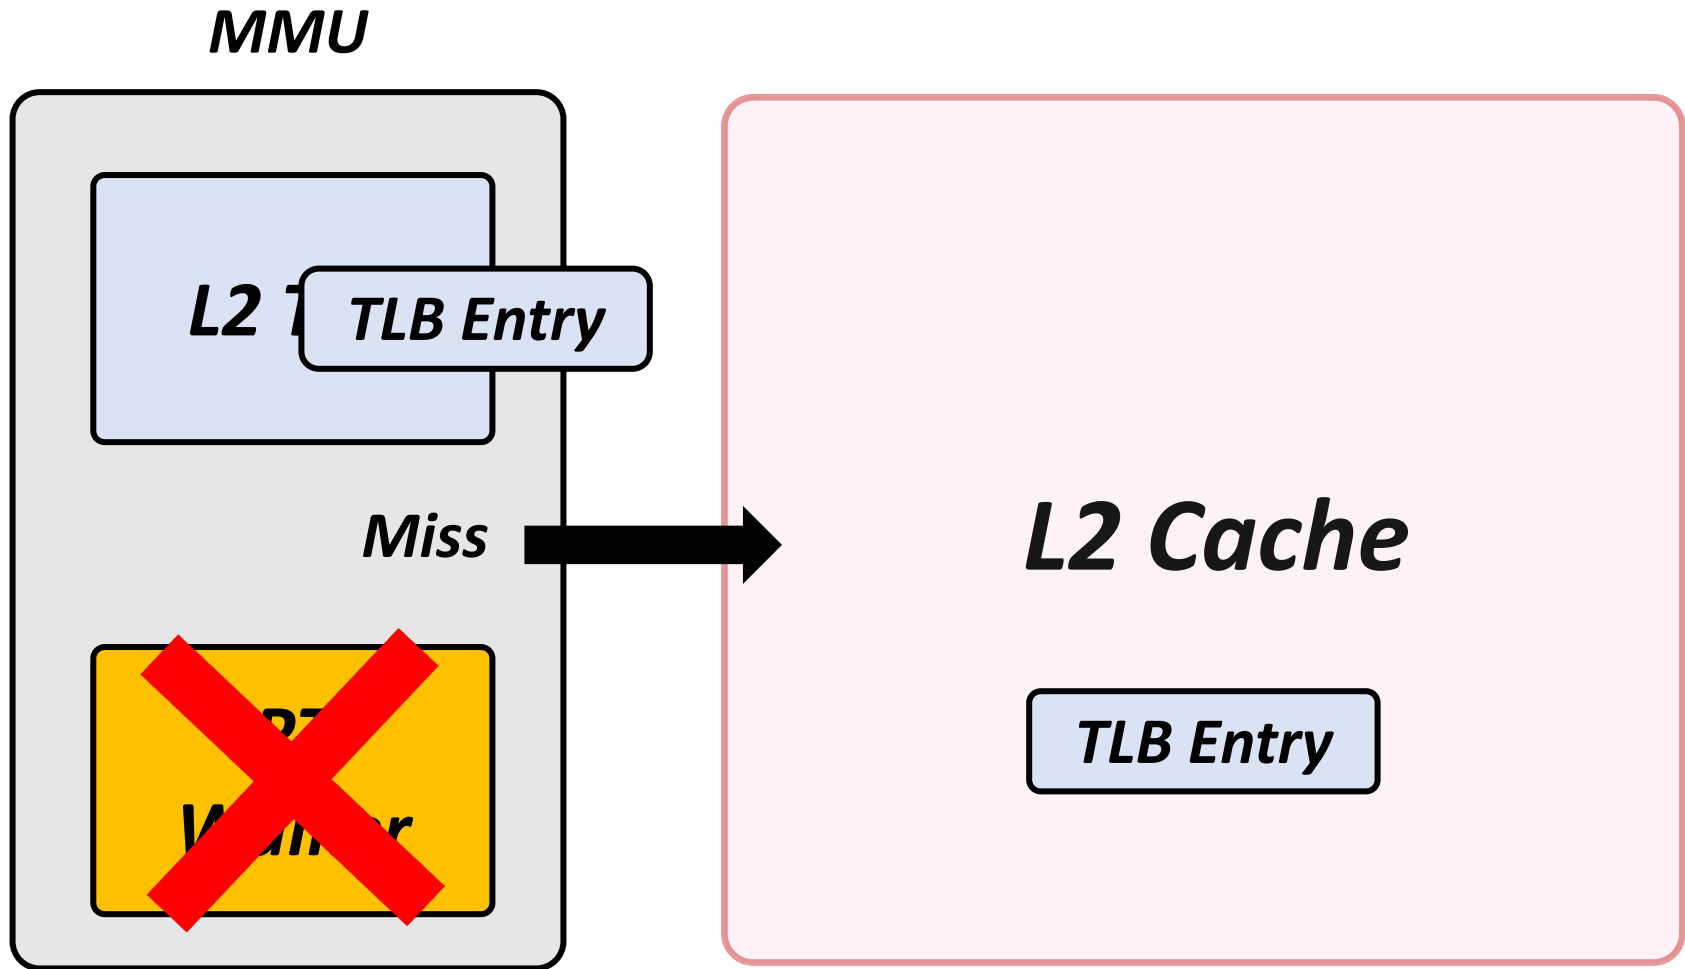 MMU
L2
TLB Entry
Miss
L2 Cache
TLB Entry